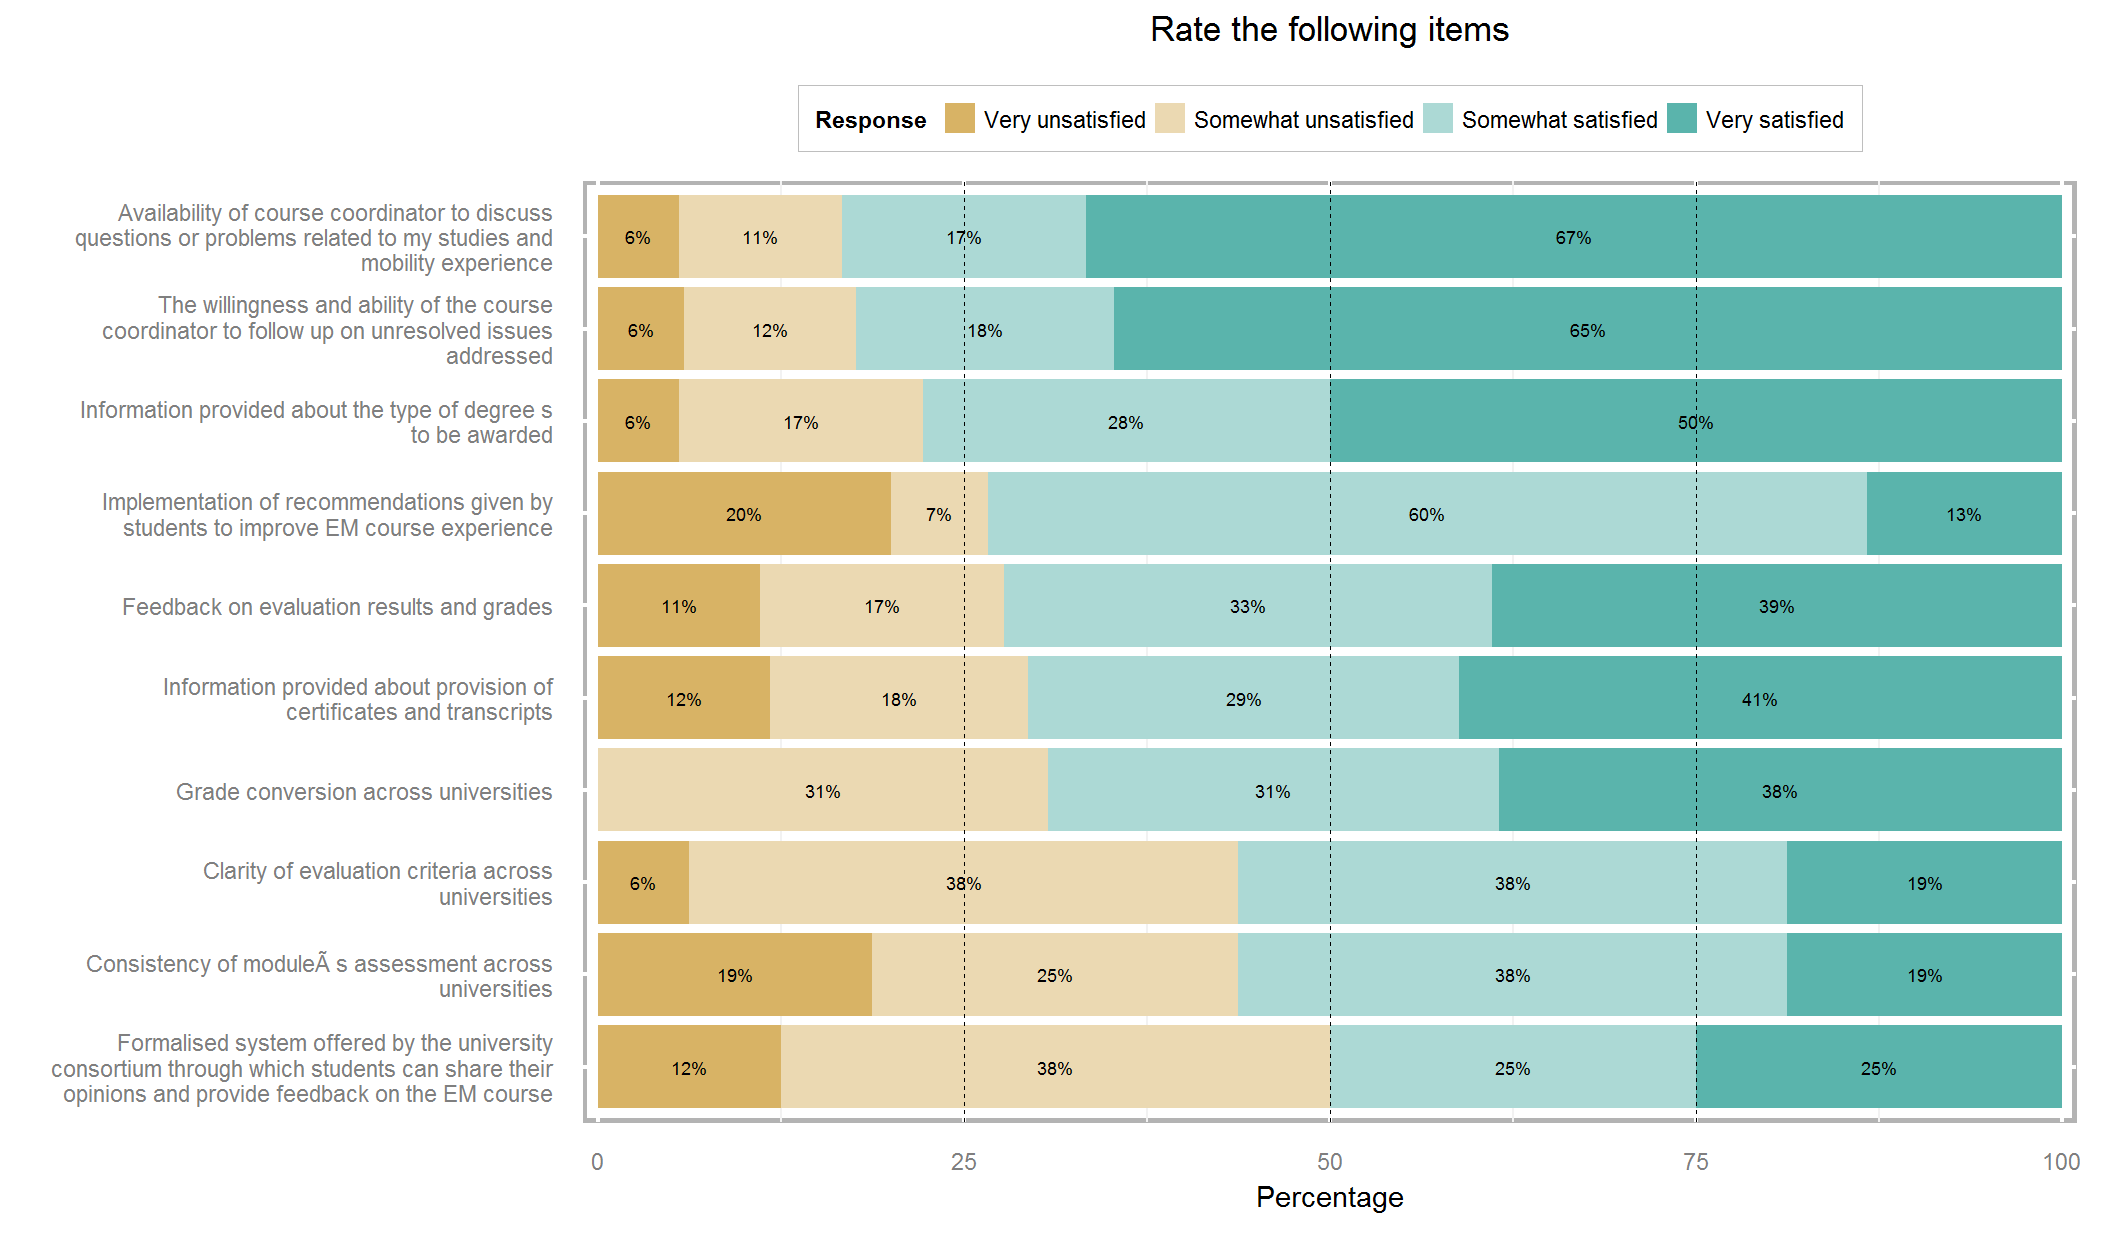 Rate the following items
Response Very unsatisfied Somewhat unsatisfied Somewhat satisfied Very satisfied
Availability of course coordinator to discuss
questions or problems related to my studies and
mobility experience
6% 11% 17% 67%
The willingness and ability of the course
coordinator to follow up on unresolved issues
addressed
6% 12% 18% 65%
Information provided about the type of degree s
to be awarded
6% 17% 28% 50%
Implementation of recommendations given by
students to improve EM course experience
20% 7% 60% 13%
Feedback on evaluation results and grades
11% 17% 33% 39%
Information provided about provision of
certificates and transcripts
12% 18% 29% 41%
Grade conversion across universities
31% 31% 38%
Clarity of evaluation criteria across
universities
6% 38% 38% 19%
Consistency of moduleÃ s assessment across
universities
19% 25% 38% 19%
Formalised system offered by the university
consortium through which students can share their
opinions and provide feedback on the EM course
12% 38% 25% 25%
0 25 50 75 100
Percentage